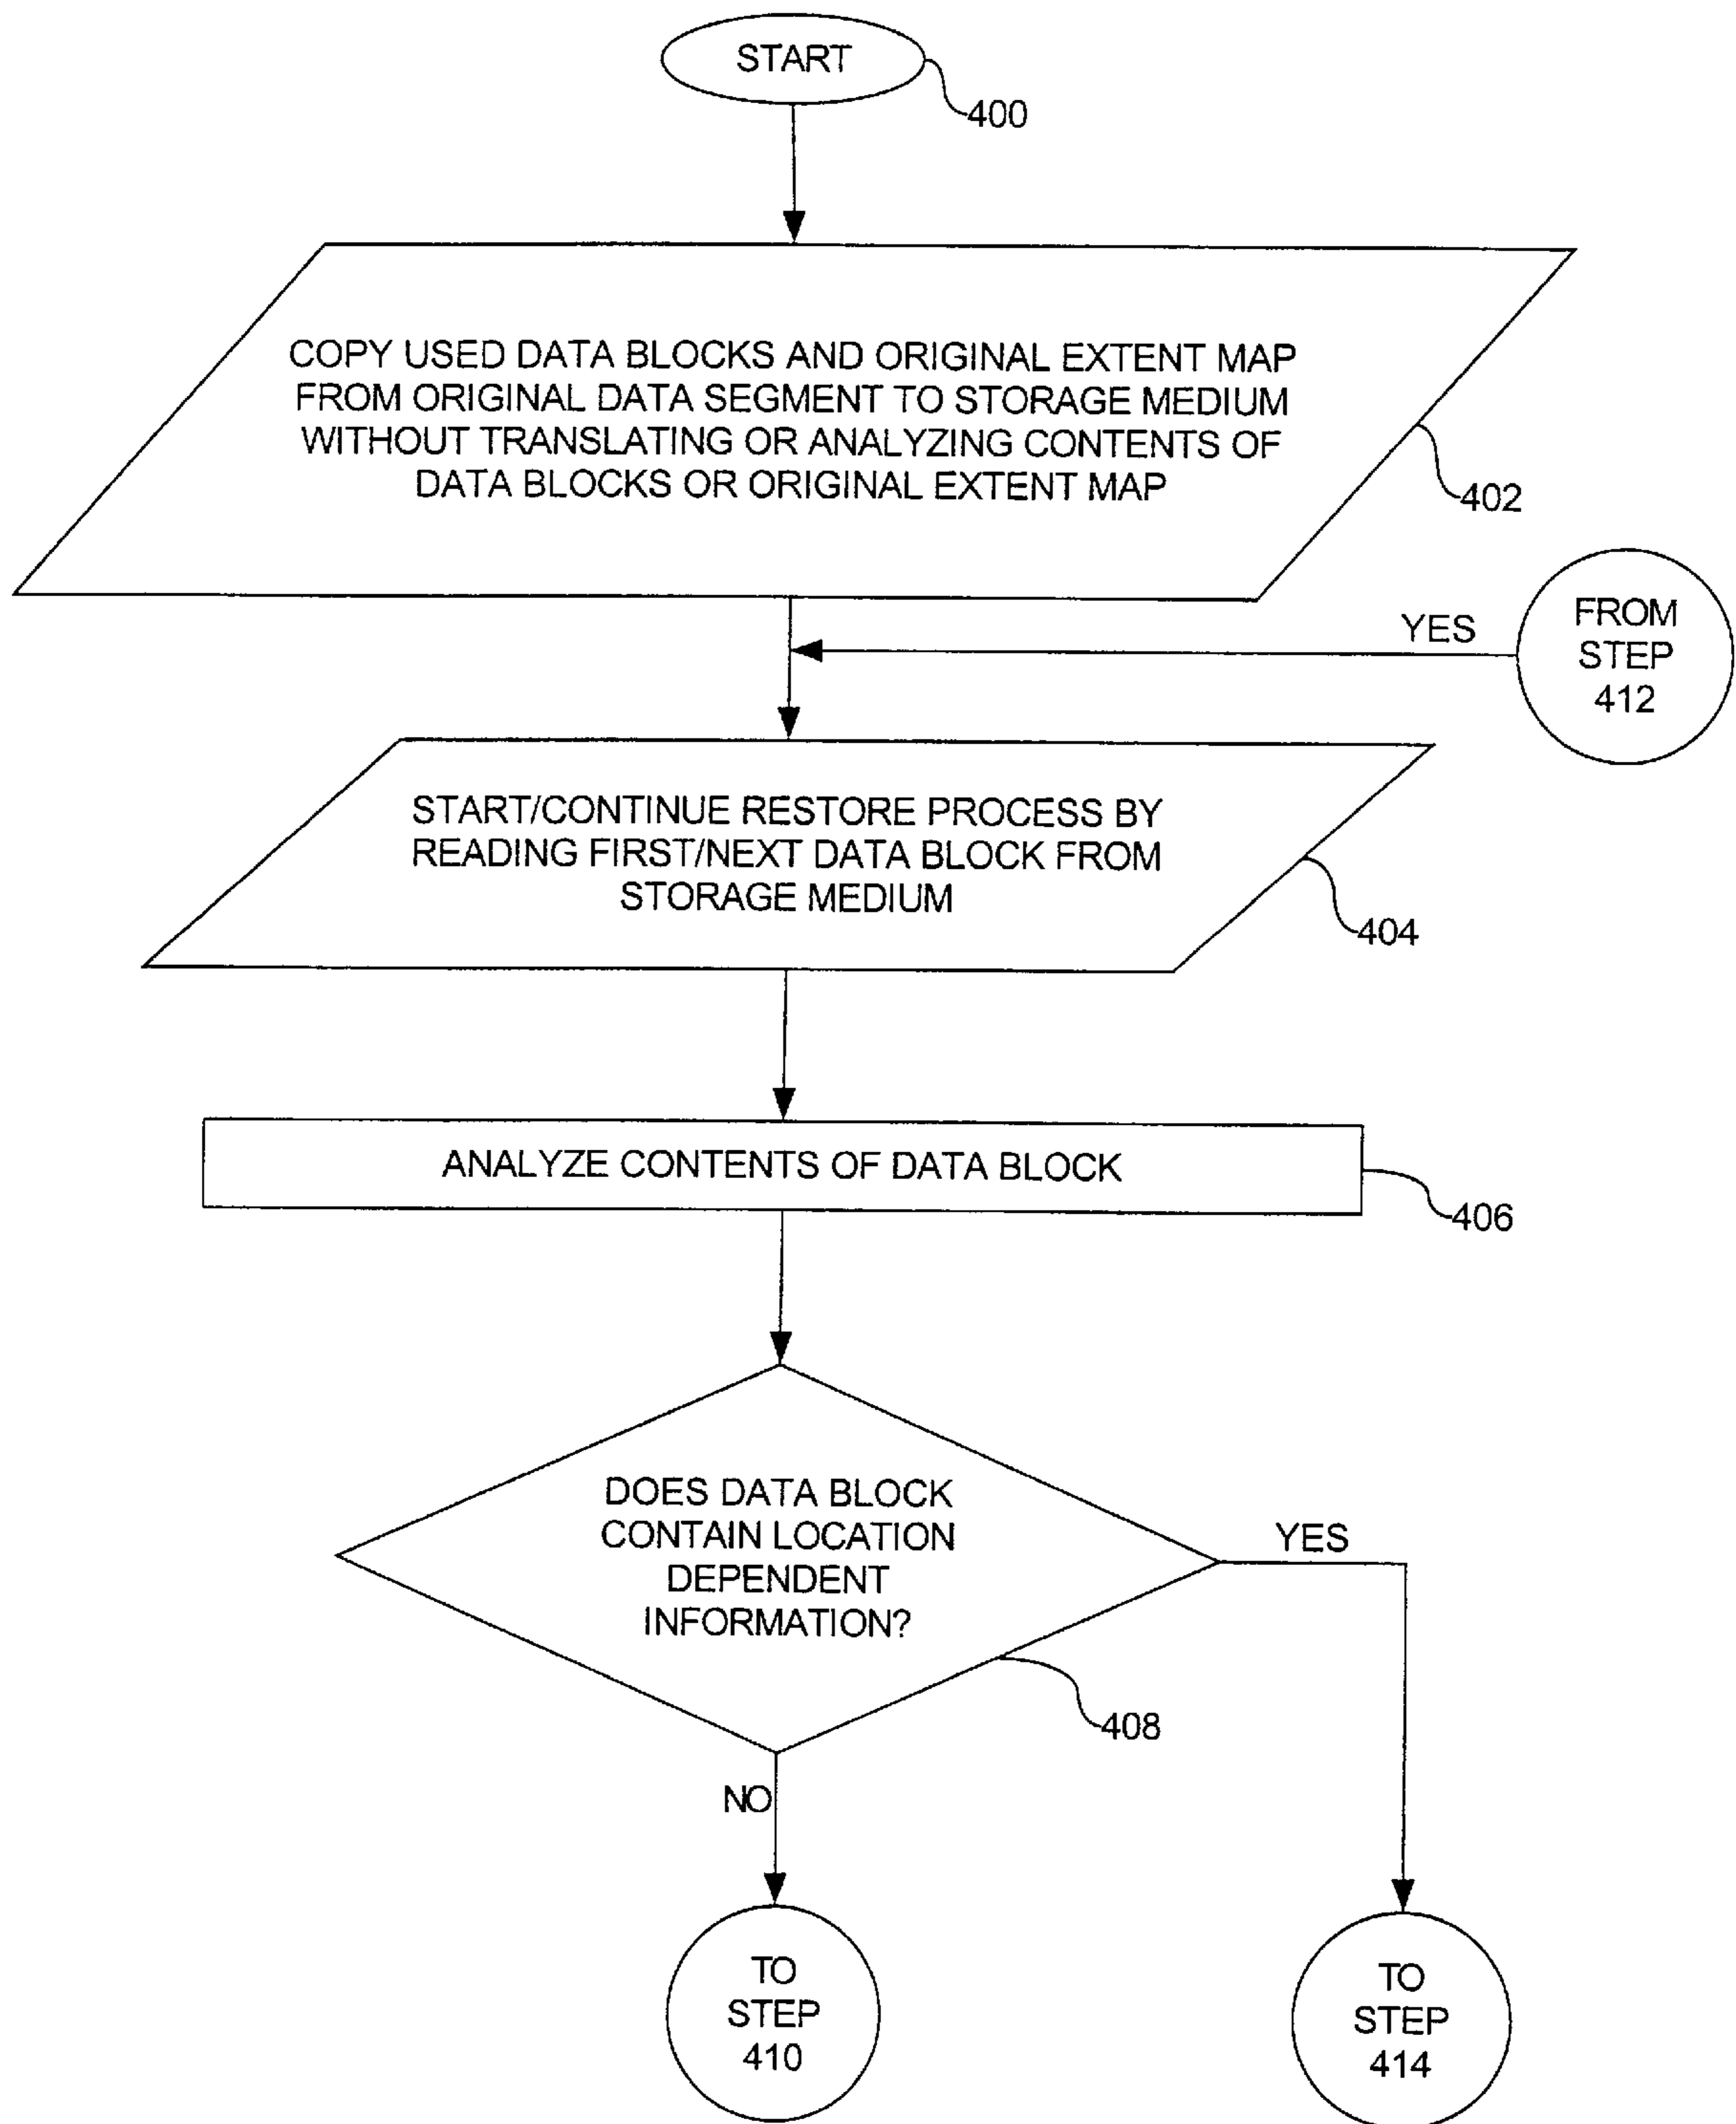 START
400
COPY USED DATA BLOCKS AND ORIGINAL EXTENT MAP
FROM ORIGINAL DATA SEGMENT TO STORAGE MEDIUM
WITHOUT TRANSLATING OR ANALYZING CONTENTS OF
DATA BLOCKS OR ORIGINAL EXTENT MAP
402
YES
FROM
STEP
412
START/CONTINUE RESTORE PROCESS BY
READING FIRST/NEXT DATA BLOCK FROM
STORAGE MEDIUM
404
ANALYZE CONTENTS OF DATA BLOCK
406
DOES DATA BLOCK
CONTAIN LOCATION
DEPENDENT
INFORMATION?
YES
408
NO
TO
STEP
410
TO
STEP
414